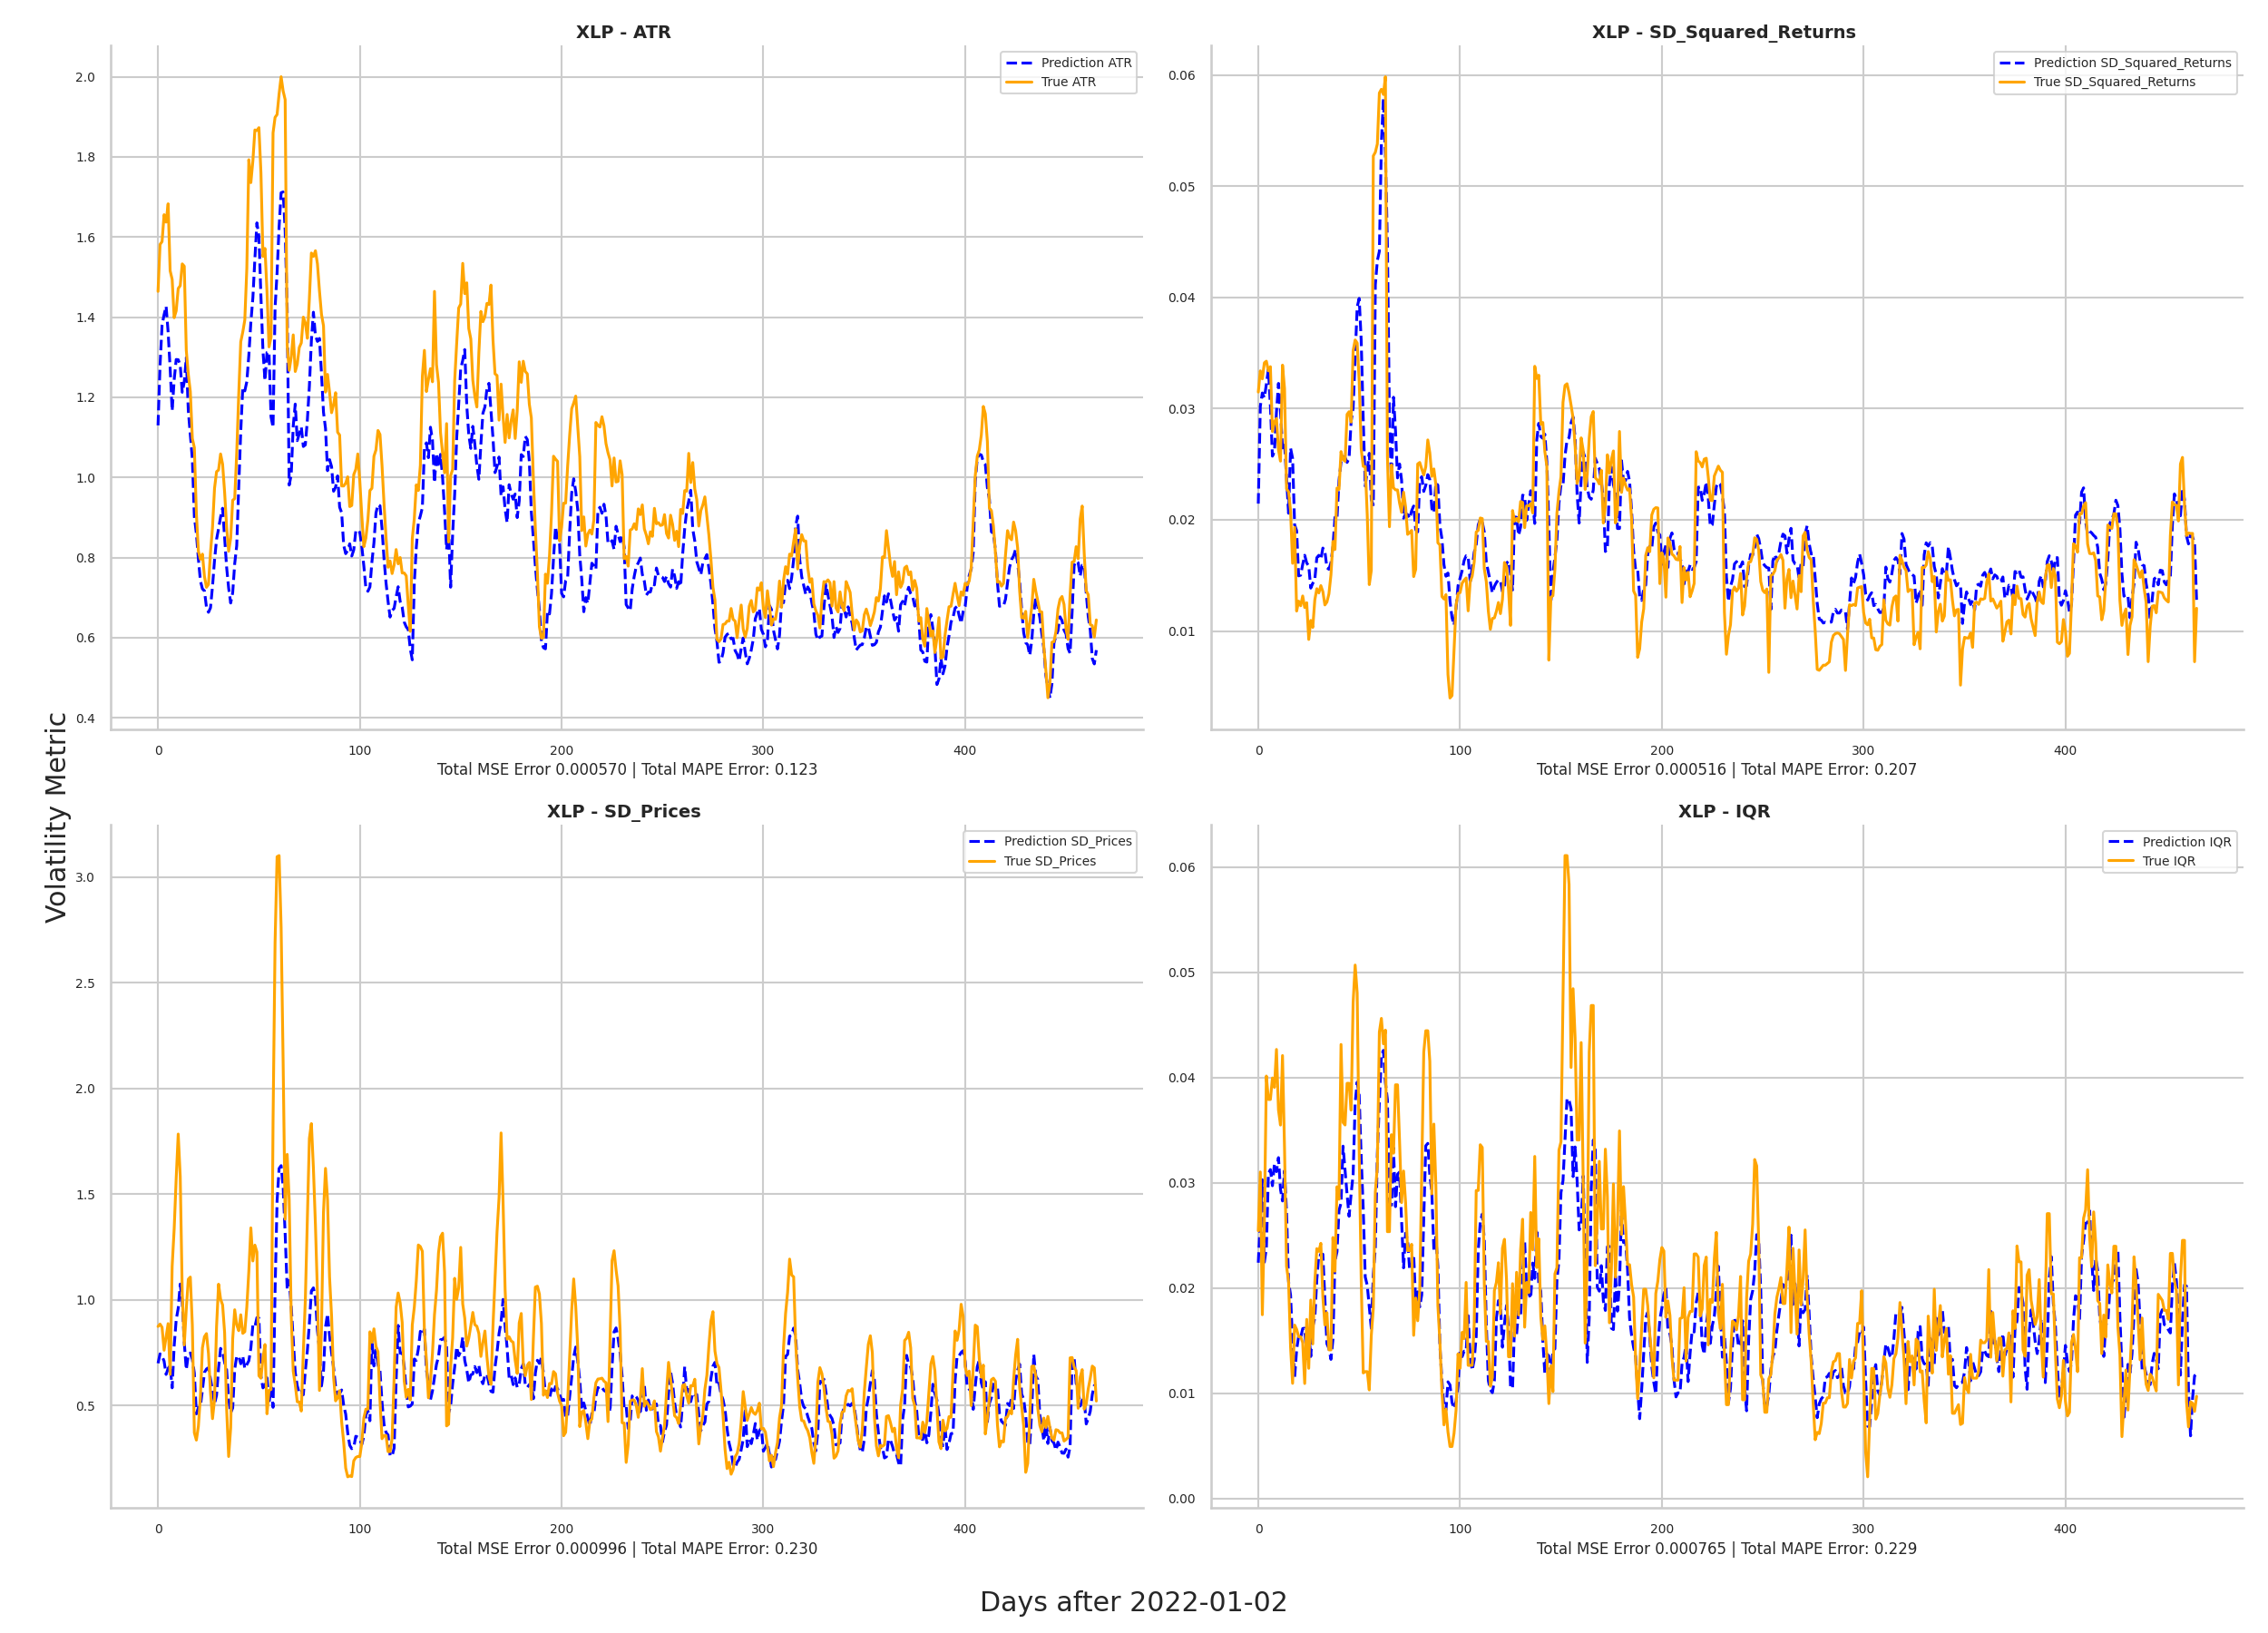 XLP - ATR
Prediction ATR
True ATR
2.0
1.8
1.6
1.4
1.2
1.0
0.8
0.6
0.4
0 100 200 300 400
Total MSE Error 0.000570 | Total MAPE Error: 0.123
XLP - SD_Squared_Returns
Prediction SD_Squared_Returns
True SD_Squared_Returns
0.06
0.05
0.04
0.03
0.02
0.01
0 100 200 300 400
Total MSE Error 0.000516 | Total MAPE Error: 0.207
Volatility Metric
XLP - SD_Prices
Prediction SD_Prices
True SD_Prices
3.0
2.5
2.0
1.5
1.0
0.5
0 100 200 300 400
Total MSE Error 0.000996 | Total MAPE Error: 0.230
XLP - IQR
Prediction IQR
True IQR
0.06
0.05
0.04
0.03
0.02
0.01
0.00
0 100 200 300 400
Total MSE Error 0.000765 | Total MAPE Error: 0.229
Days after 2022-01-02